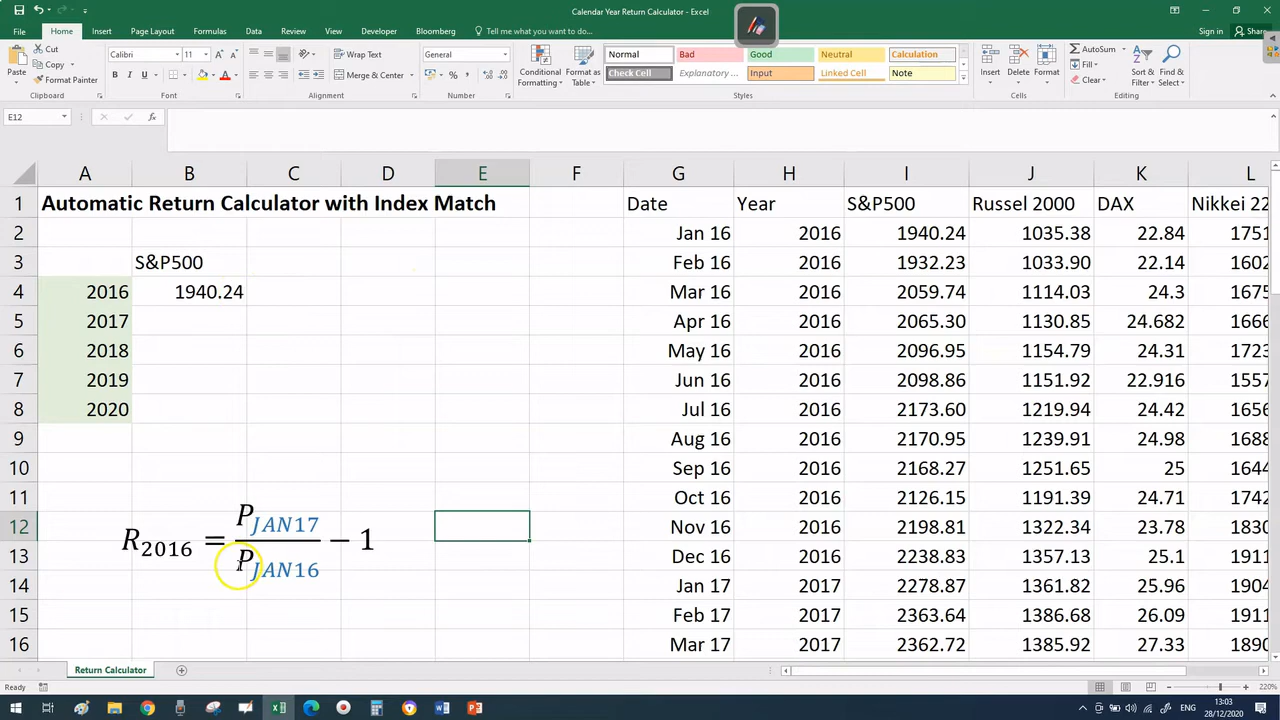 Calendar Year Return Calculator - Excel
File Home Insert Page Layout Formulas Data Review View Developer Bloomberg Tell me what you want to do... Sign in Share
Paste Cut Copy Format Painter Calibri 11 Wrap Text Merge & Center General Conditional Formatting Format as Table Normal Bad Good Neutral Calculation Check Cell Explanatory ... Input Linked Cell Note Insert Delete Format AutoSum Fill Clear Sort & Filter Find & Select
Clipboard Font Alignment Number Styles Cells Editing
E12 fx
A B C D E F G H I J K L
1 Automatic Return Calculator with Index Match Date Year S&P500 Russel 2000 DAX Nikkei 22
2 Jan 16 2016 1940.24 1035.38 22.84 1751
3 S&P500 Feb 16 2016 1932.23 1033.90 22.14 1602
4 2016 1940.24 Mar 16 2016 2059.74 1114.03 24.3 1675
5 2017 Apr 16 2016 2065.30 1130.85 24.682 1666
6 2018 May 16 2016 2096.95 1154.79 24.31 1723
7 2019 Jun 16 2016 2098.86 1151.92 22.916 1557
8 2020 Jul 16 2016 2173.60 1219.94 24.42 1656
9 Aug 16 2016 2170.95 1239.91 24.98 1688
10 Sep 16 2016 2168.27 1251.65 25 1644
11 Oct 16 2016 2126.15 1191.39 24.71 1742
12 Nov 16 2016 2198.81 1322.34 23.78 1830
13 Dec 16 2016 2238.83 1357.13 25.1 1911
14 Jan 17 2017 2278.87 1361.82 25.96 1904
15 Feb 17 2017 2363.64 1386.68 26.09 1911
16 Mar 17 2017 2362.72 1385.92 27.33 1890
P JAN17
R 2016 = − 1
P JAN16
Return Calculator
Ready 220%
13:03
28/12/2020